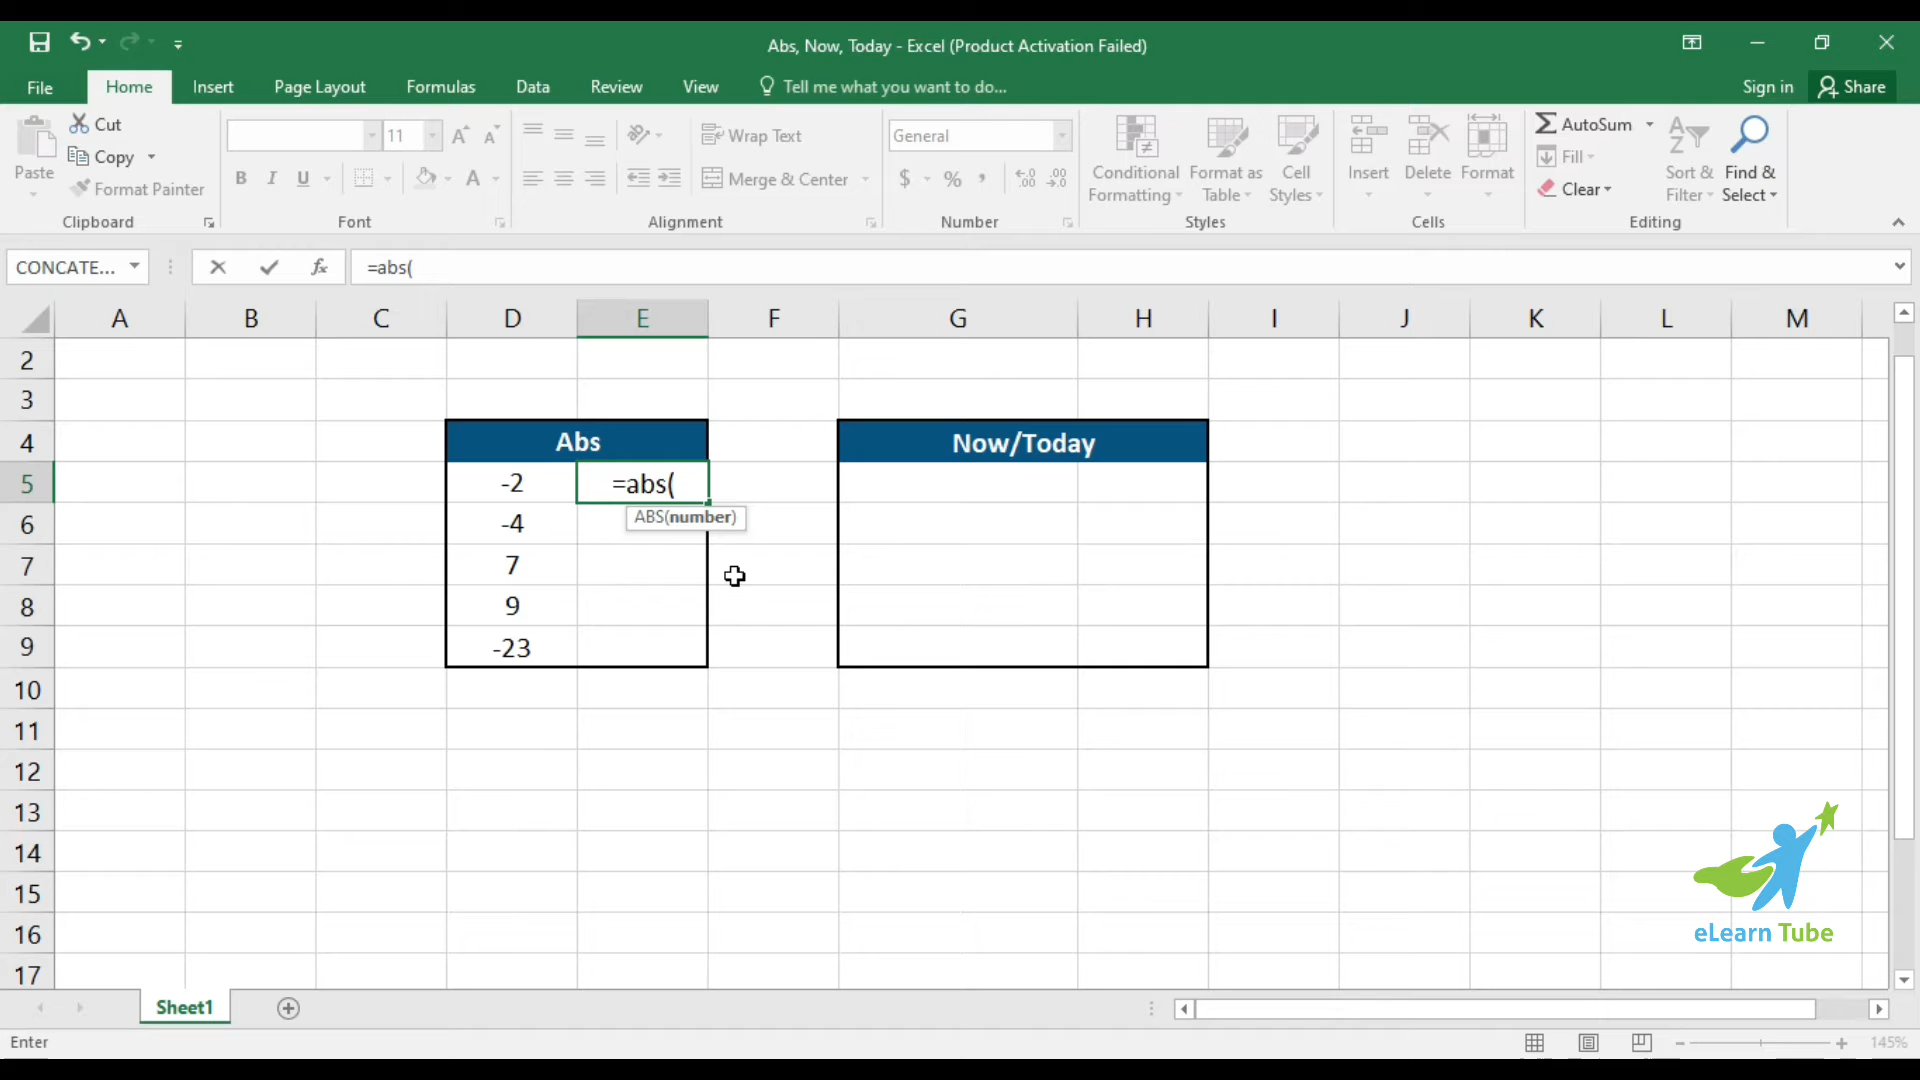 Abs, Now, Today - Excel (Product Activation Failed)
File Home Insert Page Layout Formulas Data Review View Tell me what you want to do... Sign in Share
Paste
Cut
Copy
Format Painter
Clipboard
11
B I U A
Font
Wrap Text
Merge & Center
Alignment
General
$ % ,
Number
Conditional Formatting
Format as Table
Cell Styles
Styles
Insert
Delete
Format
Cells
AutoSum
Fill
Clear
Sort & Filter
Find & Select
Editing
CONCATE... fx =abs(
A B C D E F G H I J K L M
2
3
4 Abs Now/Today
5 -2 =abs(
ABS(number)
6 -4
7 7
8 9
9 -23
10
11
12
13
14
15
16
17
eLearn Tube
Sheet1
Enter
145%